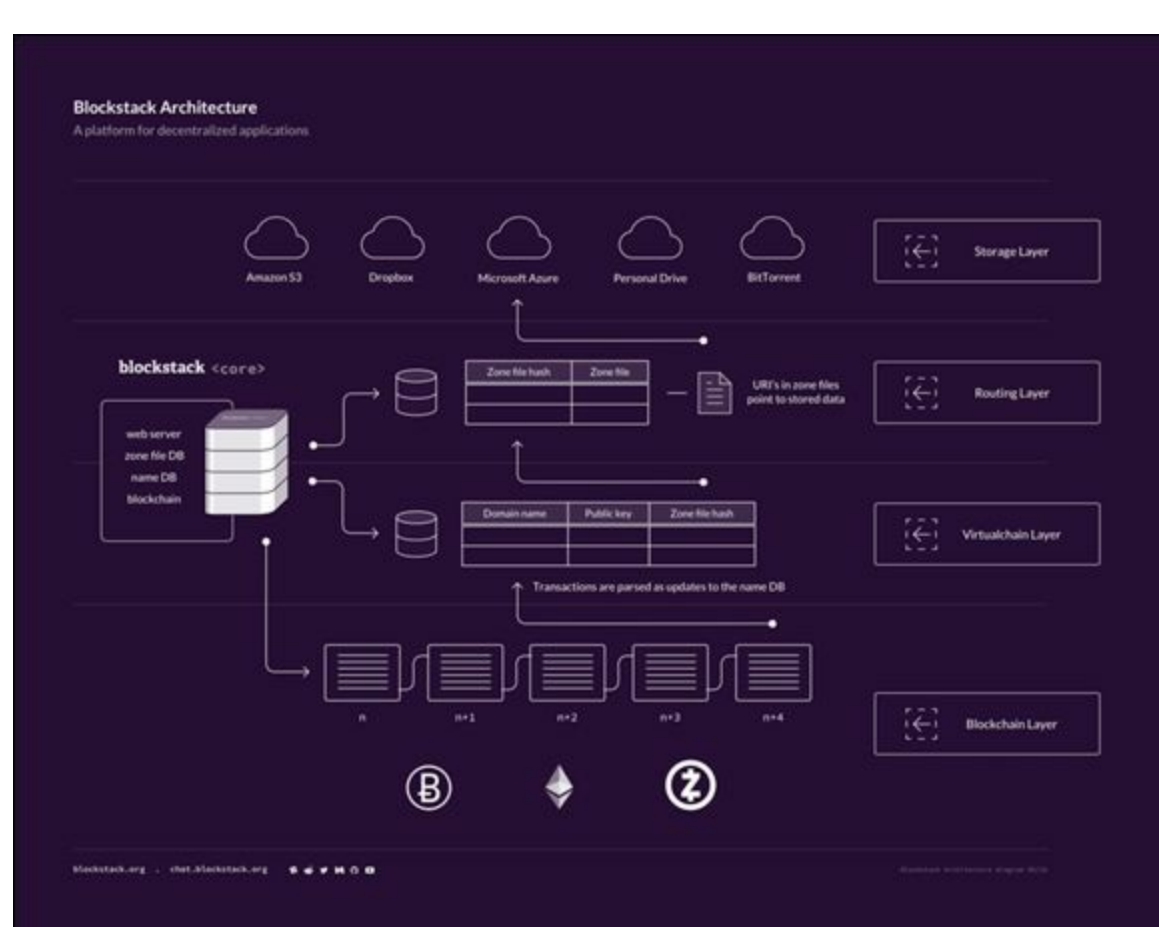 Blockstack Architecture
A platform for decentralized applications
Amazon S3
Dropbox
Microsoft Azure
Personal Drive
BitTorrent
Storage Layer
blockstack <core>
web server
zone file DB
name DB
blockchain
Zone file hash
Zone file
URI's in zone files
point to stored data
Routing Layer
Domain name
Public key
Zone file hash
Virtualchain Layer
Transactions are parsed as updates to the name DB
n
n+1
n+2
n+3
n+4
Blockchain Layer
blockstack.org . chat.blockstack.org